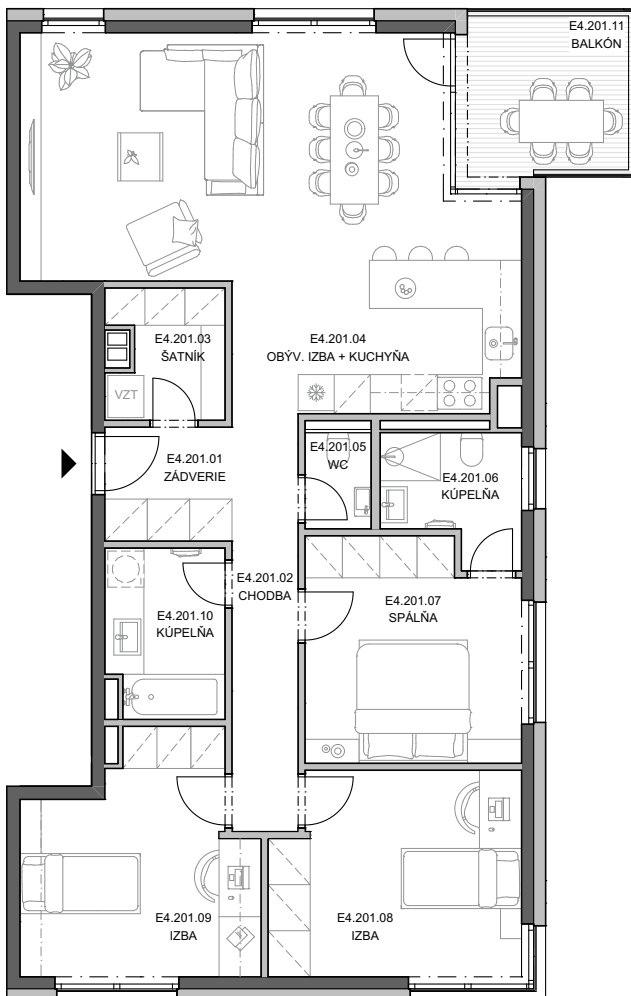 E4.201.11
BALKÓN
E4.201.03
ŠATNÍK
VZT
E4.201.04
OBÝV. IZBA + KUCHYŇA
E4.201.01
ZÁDVERIE
E4.201.05
WC
E4.201.06
KÚPELŇA
E4.201.02
CHODBA
E4.201.10
KÚPELŇA
E4.201.07
SPÁLŇA
E4.201.09
IZBA
E4.201.08
IZBA